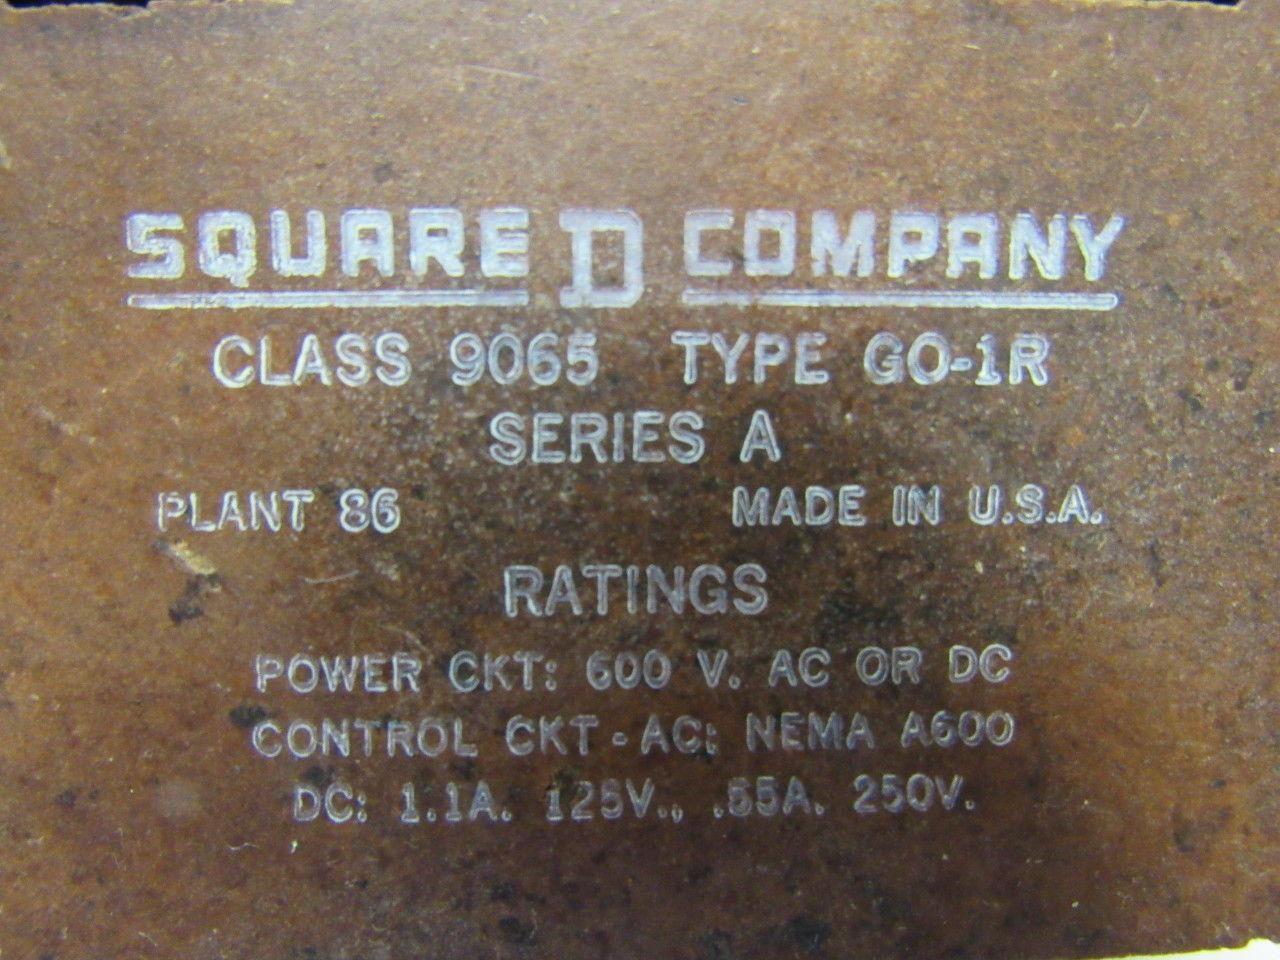 SQUARE D COMPANY
CLASS 9065 TYPE GO-1R
SERIES A
PLANT 86 MADE IN U.S.A.
RATINGS
POWER CKT: 600 V. AC OR DC
CONTROL CKT - AC: NEMA A600
DC: 1.1A. 125V., .55A. 250V.